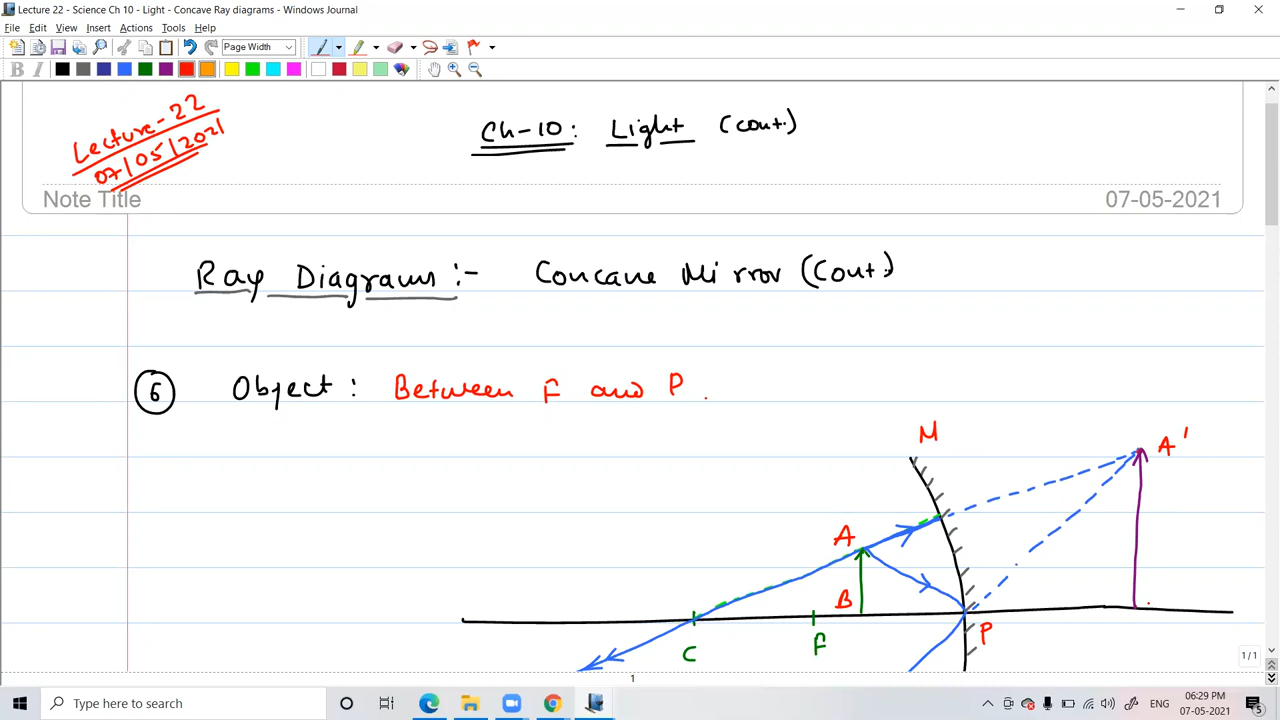 Lecture 22 - Science Ch 10 - Light - Concave Ray diagrams - Windows Journal
File Edit View Insert Actions Tools Help
Page Width
B I
Lecture-22
07/05/2021
Ch-10: Light (cont.)
Note Title
07-05-2021
Ray Diagrams:- Concave Mirror (Cont.)
6 Object: Between F and P.
M
A'
A
B
P
F
C
1/1
1
Type here to search
ENG
06:29 PM
07-05-2021
5